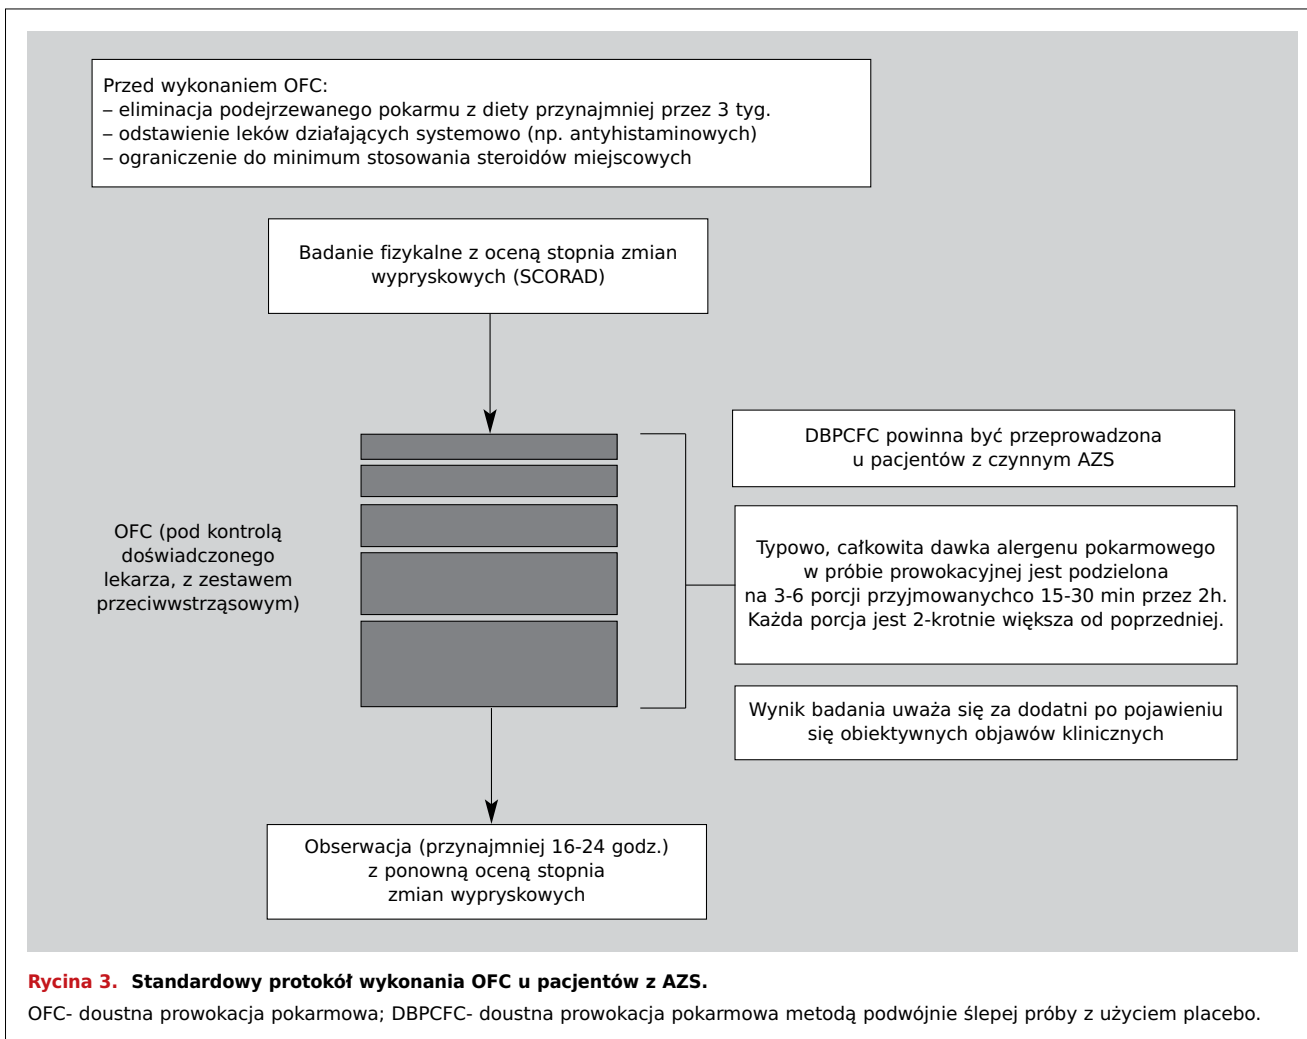 Przed wykonaniem OFC:
– eliminacja podejrzewanego pokarmu z diety przynajmniej przez 3 tyg.
– odstawienie leków działających systemowo (np. antyhistaminowych)
– ograniczenie do minimum stosowania steroidów miejscowych
Badanie fizykalne z oceną stopnia zmian
wypryskowych (SCORAD)
OFC (pod kontrolą
doświadczonego
lekarza, z zestawem
przeciwwstrząsowym)
DBPCFC powinna być przeprowadzona
u pacjentów z czynnym AZS
Typowo, całkowita dawka alergenu pokarmowego
w próbie prowokacyjnej jest podzielona
na 3-6 porcji przyjmowanychco 15-30 min przez 2h.
Każda porcja jest 2-krotnie większa od poprzedniej.
Wynik badania uważa się za dodatni po pojawieniu
się obiektywnych objawów klinicznych
Obserwacja (przynajmniej 16-24 godz.)
z ponowną oceną stopnia
zmian wypryskowych
Rycina 3. Standardowy protokół wykonania OFC u pacjentów z AZS.
OFC- doustna prowokacja pokarmowa; DBPCFC- doustna prowokacja pokarmowa metodą podwójnie ślepej próby z użyciem placebo.